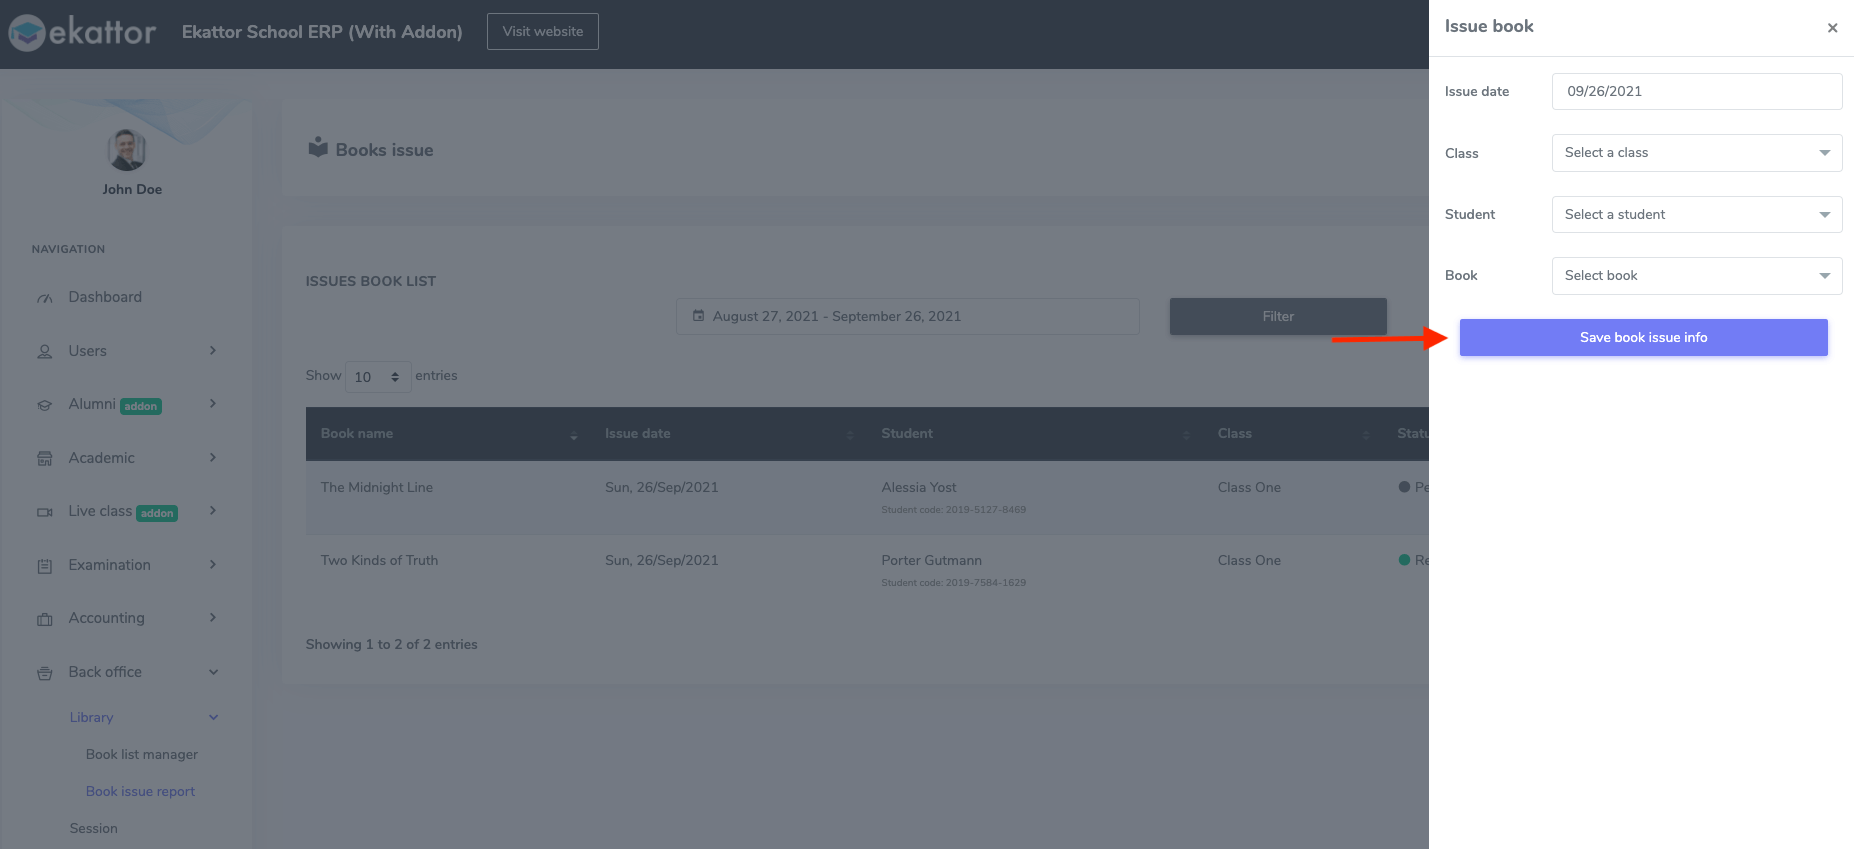 ekattor
Ekattor School ERP (With Addon)
Visit website
John Doe
NAVIGATION
Dashboard
Users
Alumni addon
Academic
Live class addon
Examination
Accounting
Back office
Library
Book list manager
Book issue report
Session
Books issue
ISSUES BOOK LIST
August 27, 2021 - September 26, 2021
Filter
Show 10 entries
Book name Issue date Student Class Statu
The Midnight Line Sun, 26/Sep/2021 Alessia Yost Class One Pe
Student code: 2019-5127-8469
Two Kinds of Truth Sun, 26/Sep/2021 Porter Gutmann Class One Re
Student code: 2019-7584-1629
Showing 1 to 2 of 2 entries
Issue book ×
Issue date 09/26/2021
Class Select a class
Student Select a student
Book Select book
Save book issue info